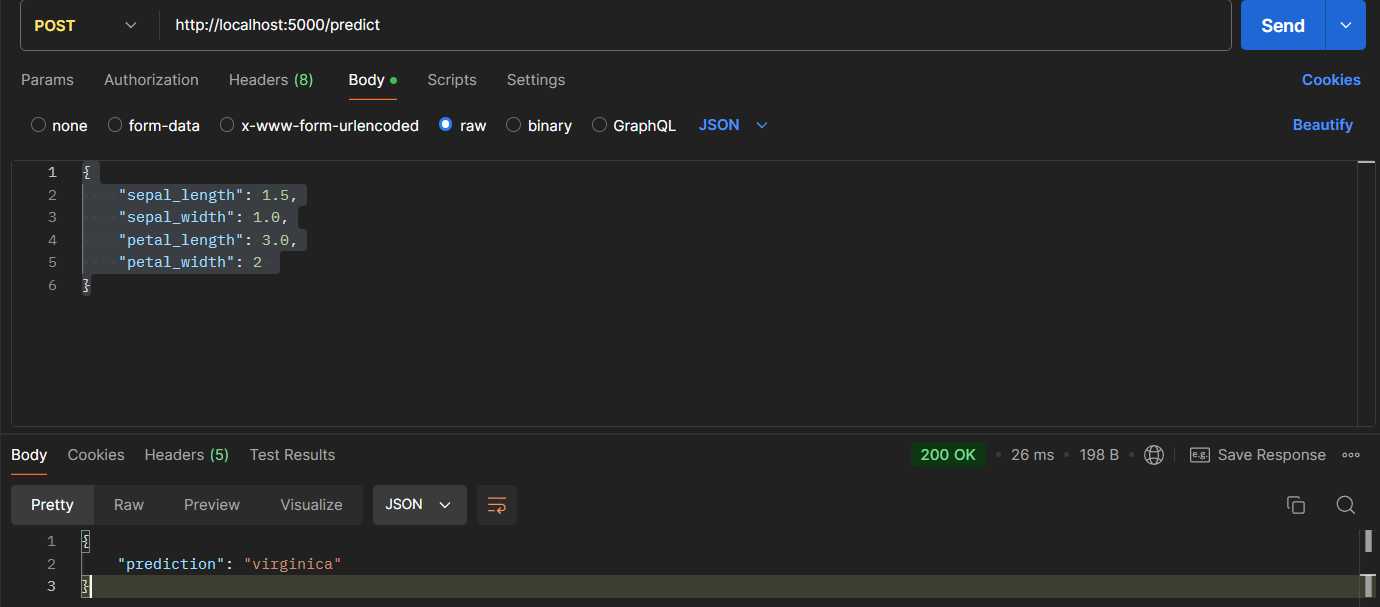 POST http://localhost:5000/predict Send
Params Authorization Headers (8) Body Scripts Settings Cookies
none form-data x-www-form-urlencoded raw binary GraphQL JSON Beautify
1 {
2 "sepal_length": 1.5,
3 "sepal_width": 1.0,
4 "petal_length": 3.0,
5 "petal_width": 2
6 }
Body Cookies Headers (5) Test Results 200 OK • 26 ms • 198 B • e.g. Save Response
Pretty Raw Preview Visualize JSON
1 {
2 "prediction": "virginica"
3 }